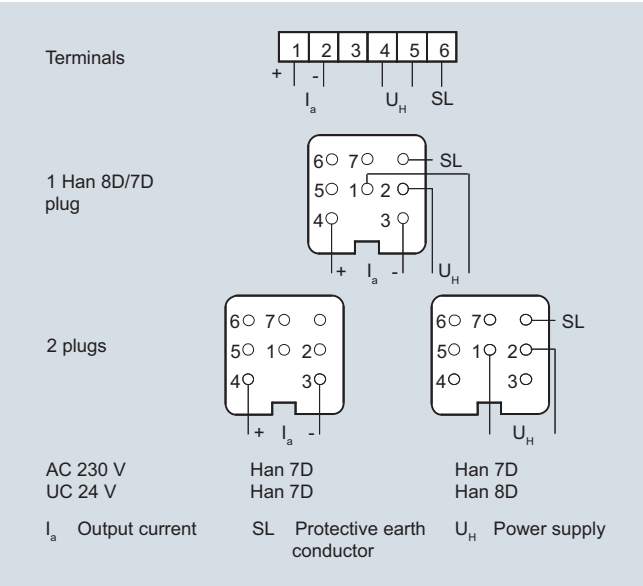 Terminals
1 2 3 4 5 6
+ -
Ia UH SL
1 Han 8D/7D
plug
6 7 SL
5 1 2
4 3
+ Ia - UH
2 plugs
6 7
5 1 2
4 3
+ Ia -
6 7 SL
5 1 2
4 3
UH
AC 230 V Han 7D Han 7D
UC 24 V Han 7D Han 8D
Ia Output current SL Protective earth UH Power supply
conductor